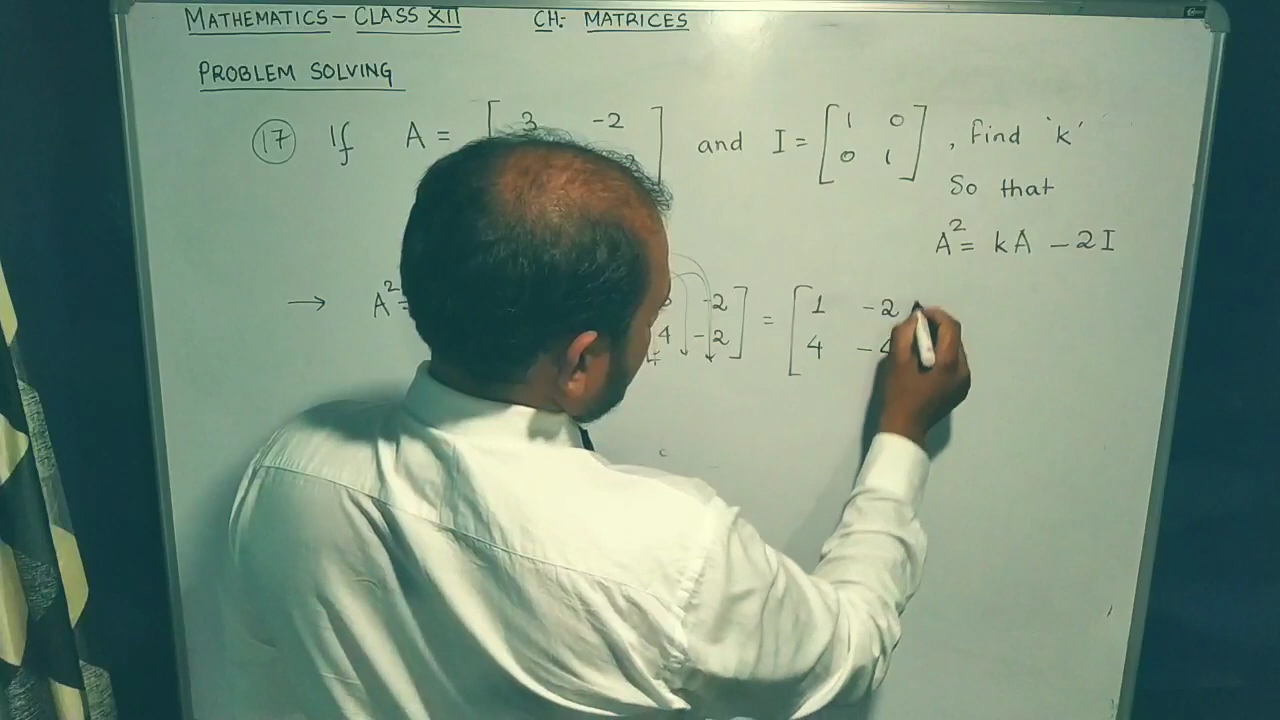 MATHEMATICS - CLASS XII CH: MATRICES
PROBLEM SOLVING
(17) If A = [ 3 -2 ] and I = [ 1 0 0 1 ] , find 'k'
So that
A² = kA - 2I
→ A² = -2 4 -2 ] = [ 1 -2 4 -4